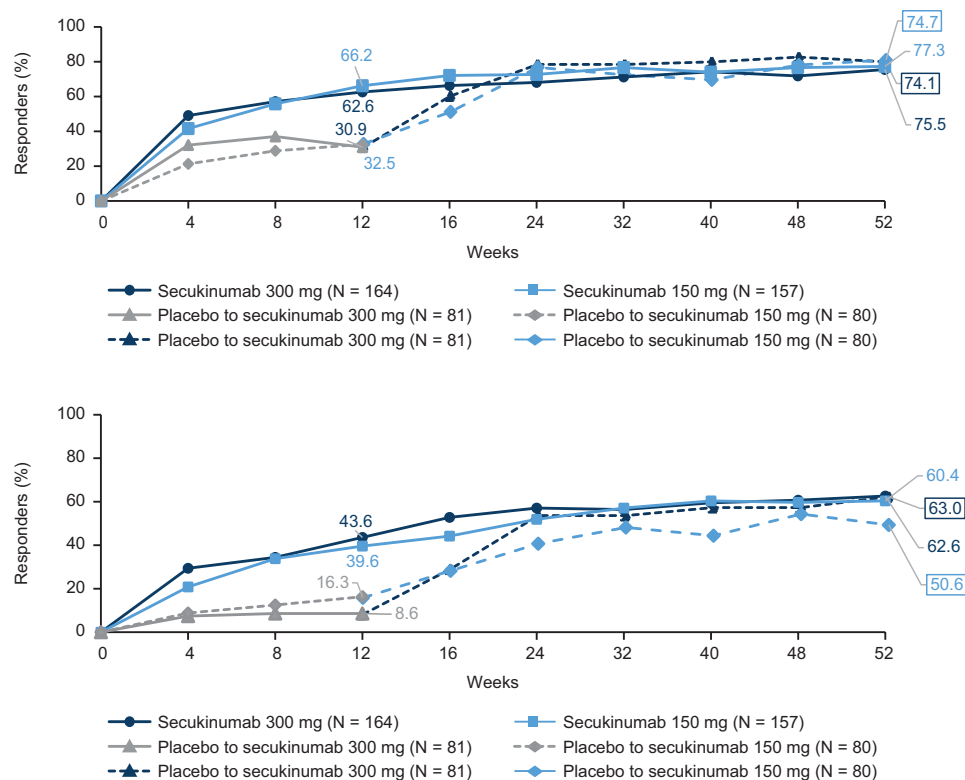 Responders (%)
100
80
60
40
20
0
66.2
62.6
30.9
32.5
74.7
77.3
74.1
75.5
0 4 8 12 16 24 32 40 48 52
Weeks
Secukinumab 300 mg (N = 164) Secukinumab 150 mg (N = 157)
Placebo to secukinumab 300 mg (N = 81) Placebo to secukinumab 150 mg (N = 80)
Placebo to secukinumab 300 mg (N = 81) Placebo to secukinumab 150 mg (N = 80)
Responders (%)
100
80
60
40
20
0
43.6
39.6
16.3
8.6
60.4
63.0
62.6
50.6
0 4 8 12 16 24 32 40 48 52
Weeks
Secukinumab 300 mg (N = 164) Secukinumab 150 mg (N = 157)
Placebo to secukinumab 300 mg (N = 81) Placebo to secukinumab 150 mg (N = 80)
Placebo to secukinumab 300 mg (N = 81) Placebo to secukinumab 150 mg (N = 80)